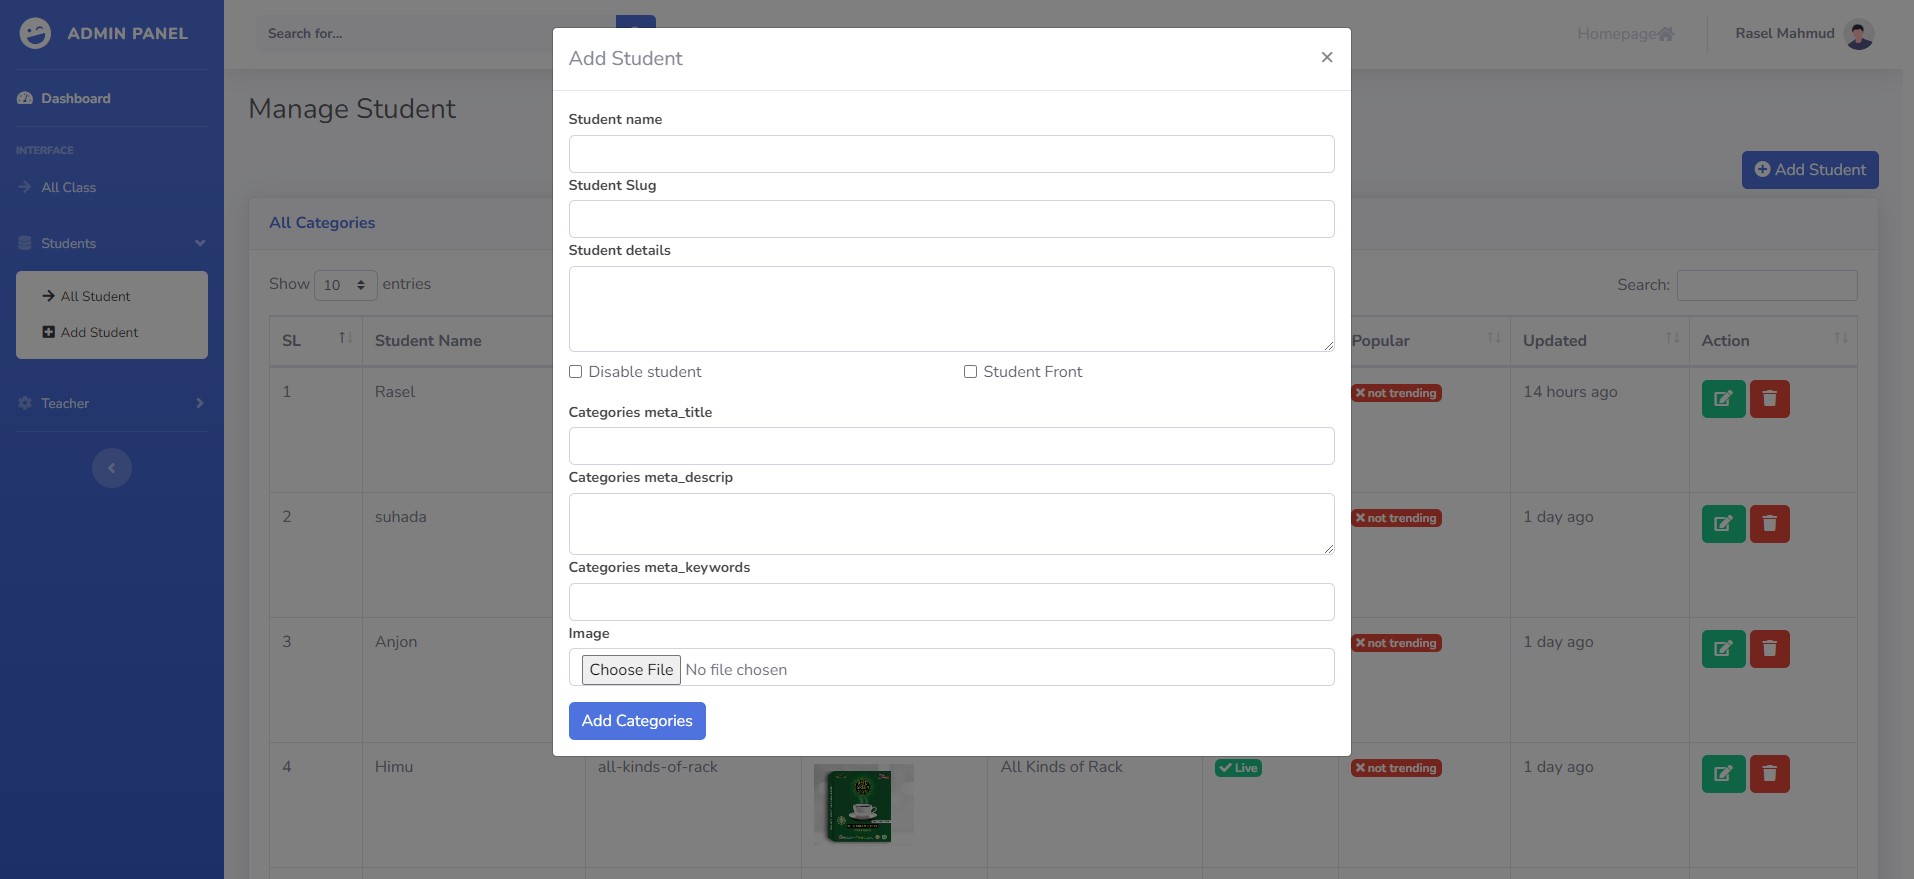 ADMIN PANEL
Search for...
Homepage
Rasel Mahmud
Dashboard
INTERFACE
All Class
Students
All Student
Add Student
Teacher
Manage Student
Add Student
All Categories
Show 10 entries
Search:
SL
Student Name
Popular
Updated
Action
1
Rasel
not trending
14 hours ago
2
suhada
not trending
1 day ago
3
Anjon
not trending
1 day ago
4
Himu
all-kinds-of-rack
All Kinds of Rack
Live
not trending
1 day ago
Add Student
×
Student name
Student Slug
Student details
Disable student
Student Front
Categories meta_title
Categories meta_descrip
Categories meta_keywords
Image
Choose File No file chosen
Add Categories